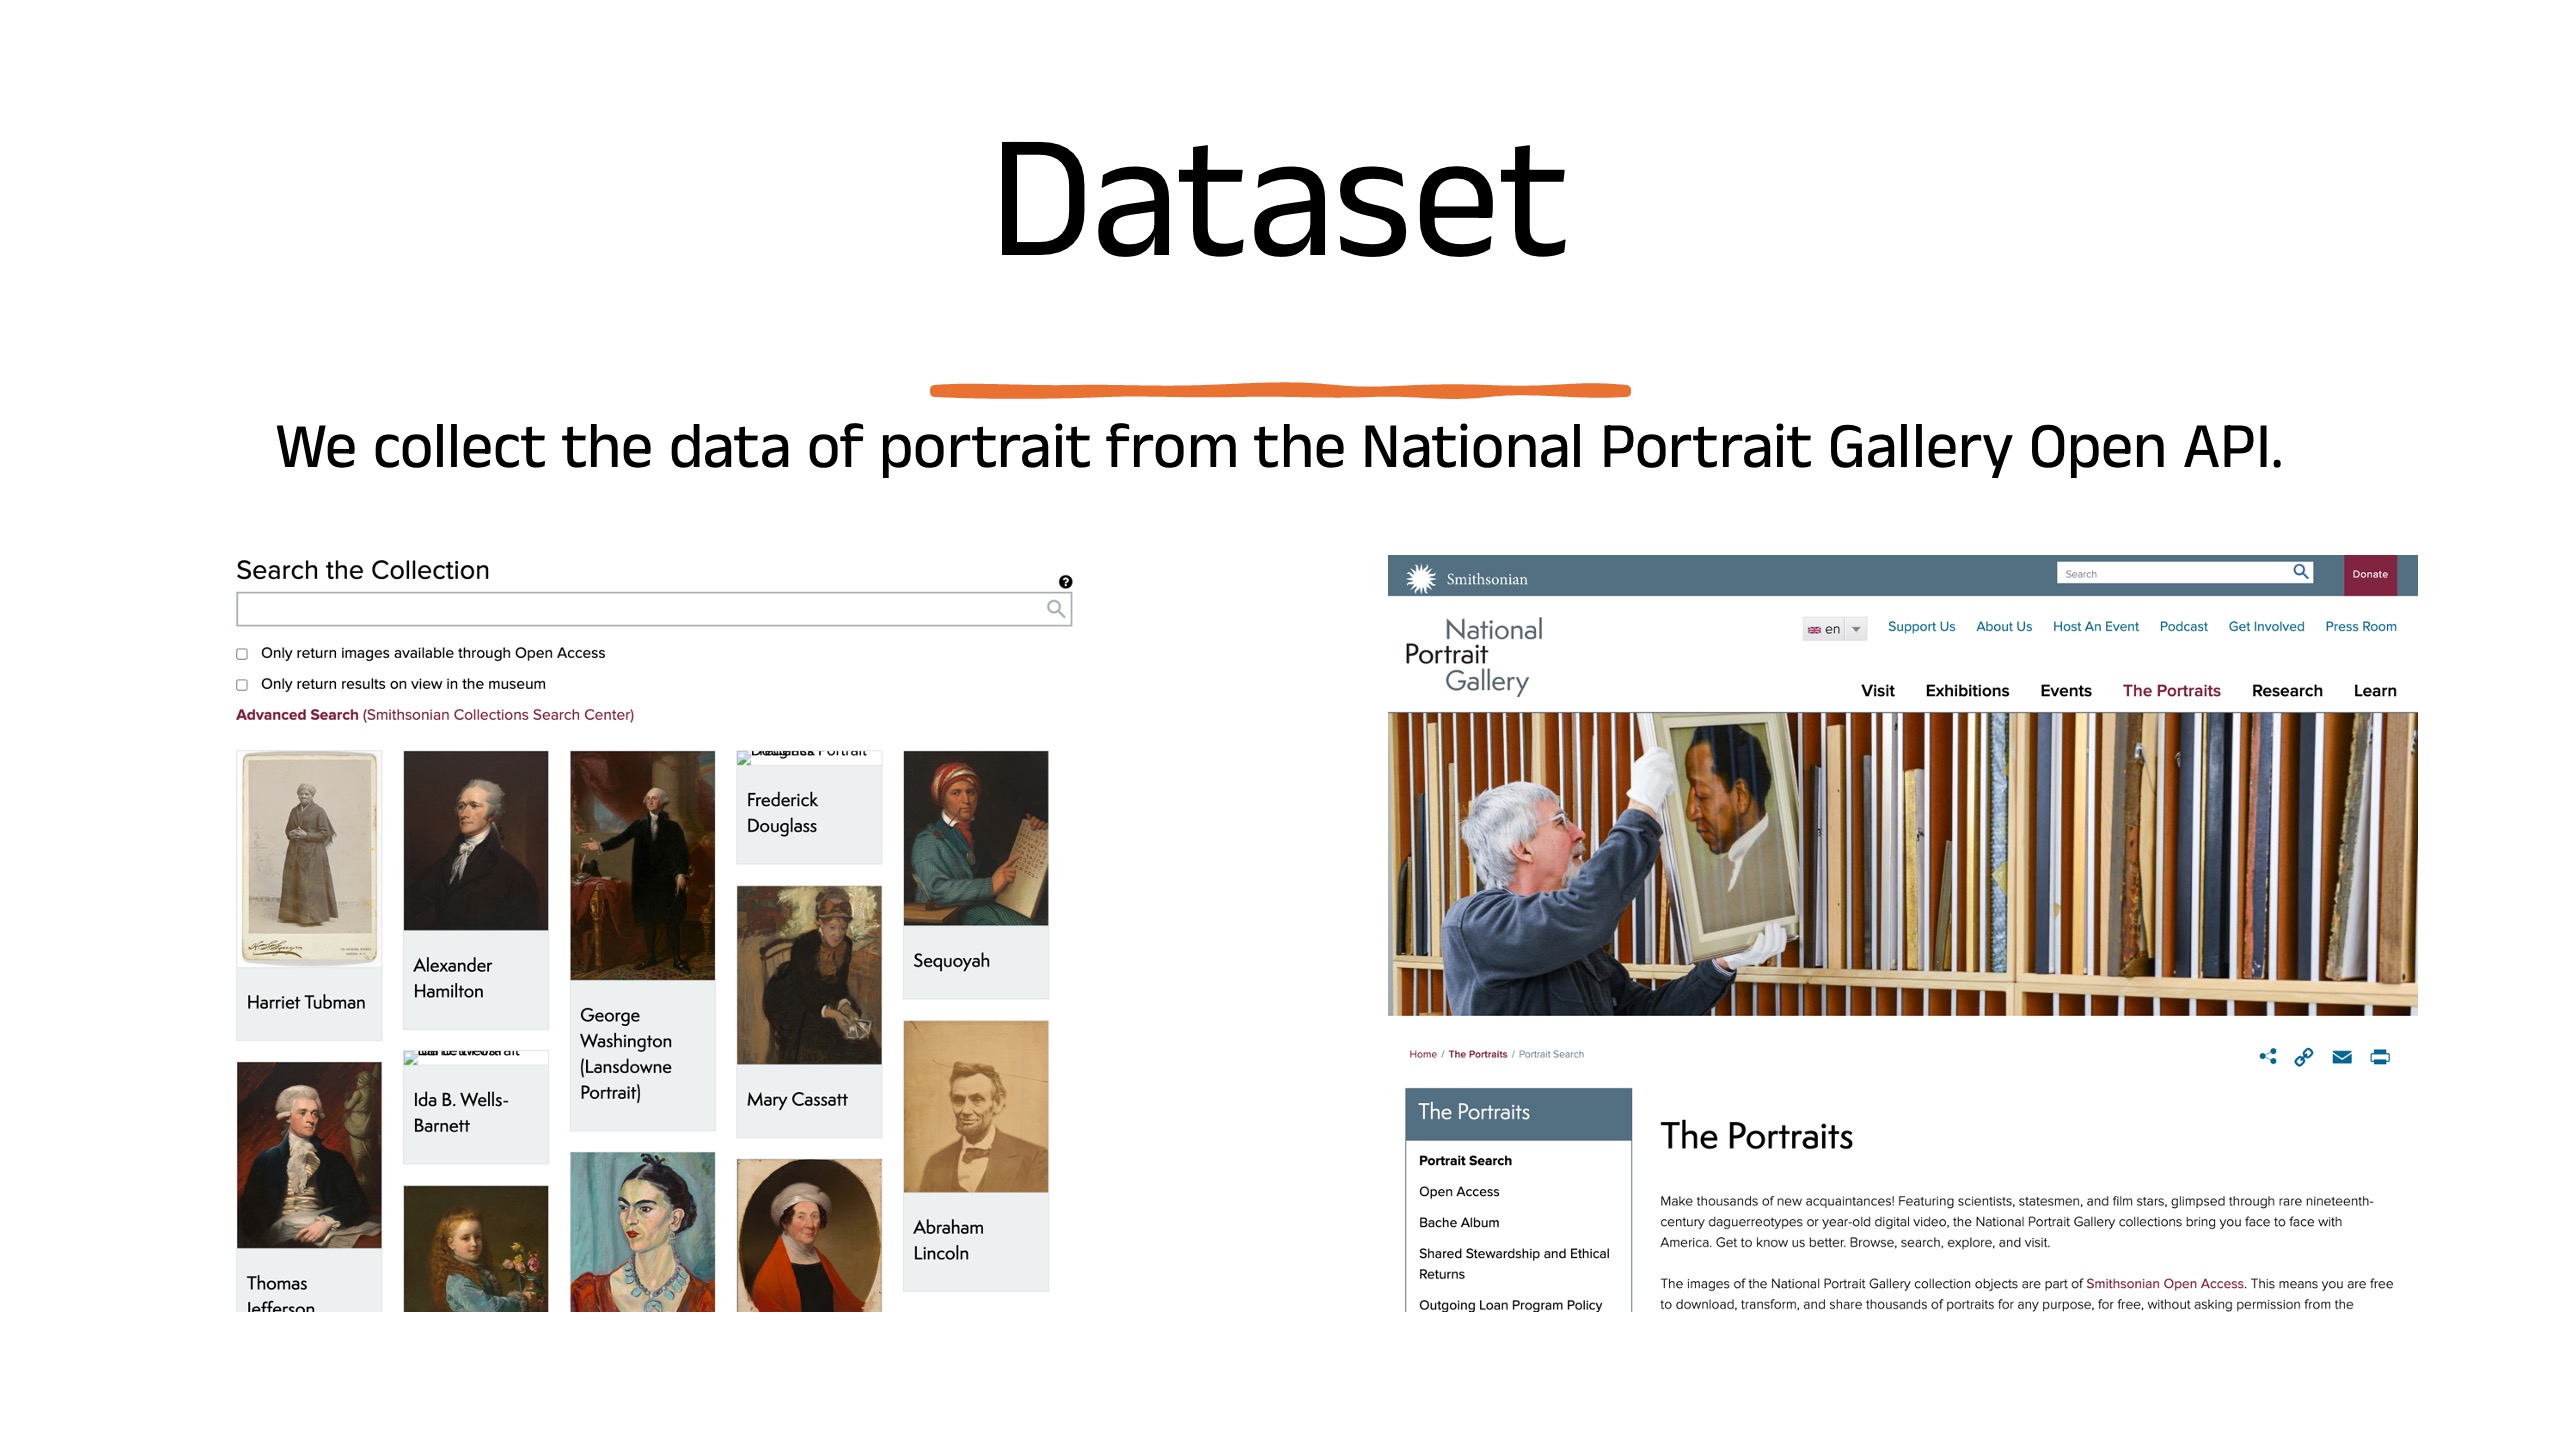 Dataset
We collect the data of portrait from the National Portrait Gallery Open API.
Search the Collection
?
Only return images available through Open Access
Only return results on view in the museum
Advanced Search (Smithsonian Collections Search Center)
Harriet Tubman
Thomas
Jefferson
Alexander
Hamilton
Ida B. Wells-
Barnett
George
Washington
(Lansdowne
Portrait)
Frederick
Douglass
Mary Cassatt
Sequoyah
Abraham
Lincoln
Smithsonian
Search
Donate
National
Portrait
Gallery
en
Support Us About Us Host An Event Podcast Get Involved Press Room
Visit Exhibitions Events The Portraits Research Learn
Home / The Portraits / Portrait Search
The Portraits
Portrait Search
Open Access
Bache Album
Shared Stewardship and Ethical
Returns
Outgoing Loan Program Policy
The Portraits
Make thousands of new acquaintances! Featuring scientists, statesmen, and film stars, glimpsed through rare nineteenth-
century daguerreotypes or year-old digital video, the National Portrait Gallery collections bring you face to face with
America. Get to know us better. Browse, search, explore, and visit.
The images of the National Portrait Gallery collection objects are part of Smithsonian Open Access. This means you are free
to download, transform, and share thousands of portraits for any purpose, for free, without asking permission from the